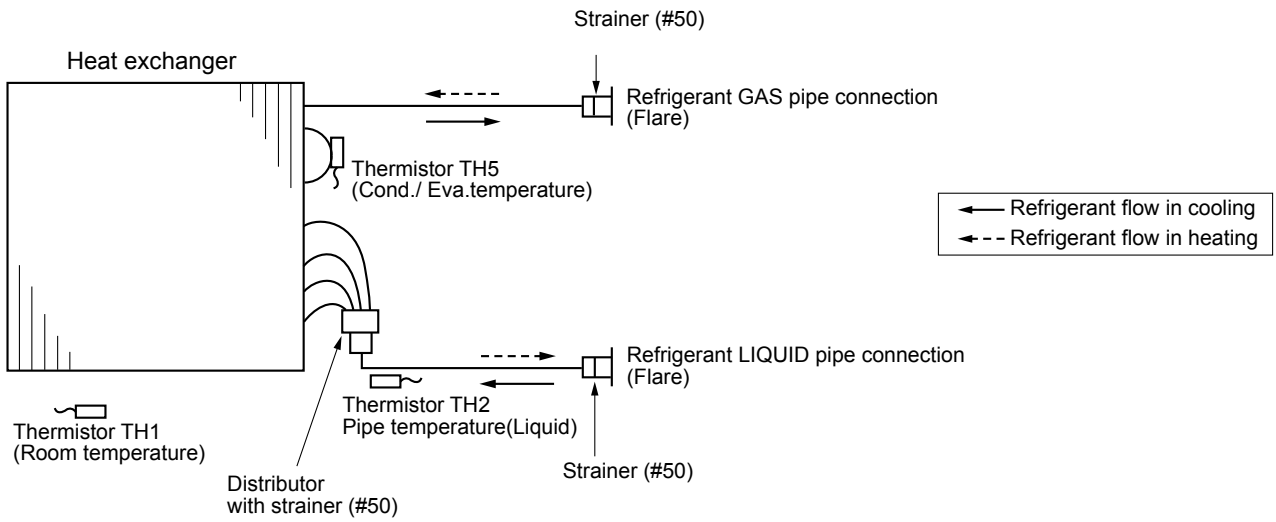 Strainer (#50)
Heat exchanger
Refrigerant GAS pipe connection
(Flare)
Thermistor TH5
(Cond./ Eva.temperature)
Refrigerant flow in cooling
Refrigerant flow in heating
Refrigerant LIQUID pipe connection
(Flare)
Thermistor TH2
Pipe temperature(Liquid)
Thermistor TH1
(Room temperature)
Strainer (#50)
Distributor
with strainer (#50)